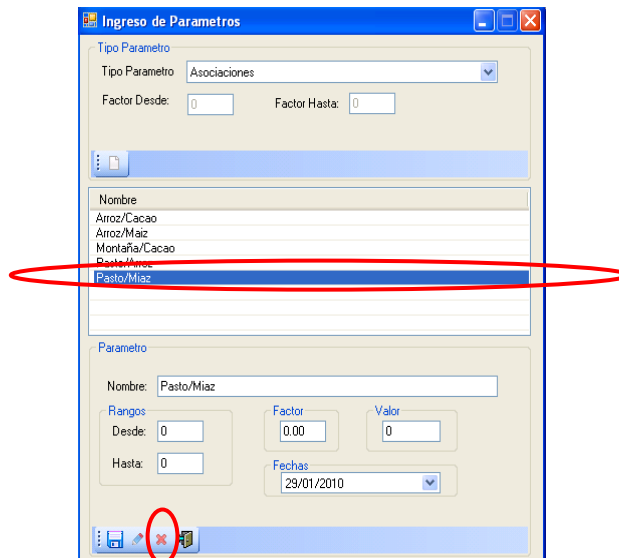 Ingreso de Parametros
Tipo Parametro
Tipo Parametro Asociaciones
Factor Desde: 0 Factor Hasta: 0
Nombre
Arroz/Cacao
Arroz/Maiz
Montaña/Cacao
Pasto/Arroz
Pasto/Miaz
Parametro
Nombre: Pasto/Miaz
Rangos Factor Valor
Desde: 0 0.00 0
Hasta: 0
Fechas
29/01/2010